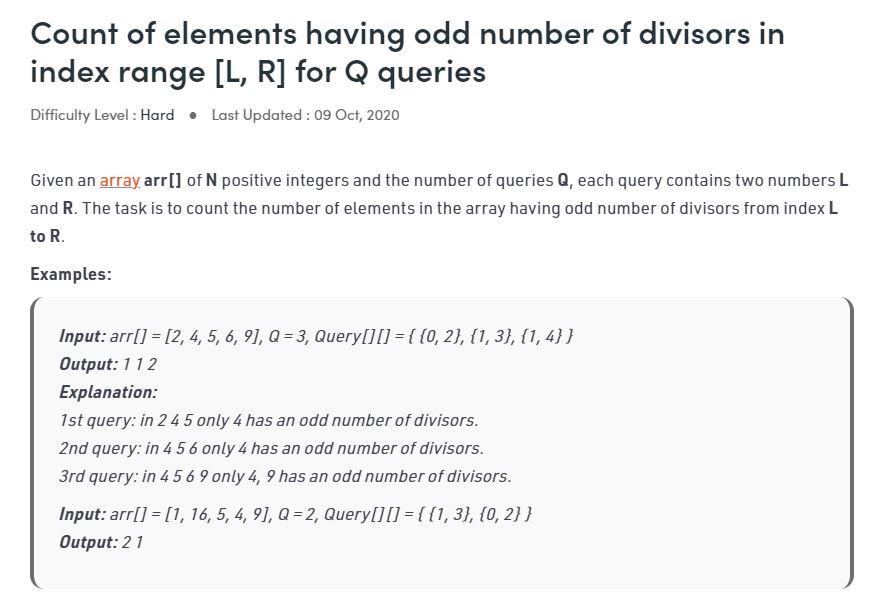 Count of elements having odd number of divisors in
index range [L, R] for Q queries
Difficulty Level : Hard ● Last Updated : 09 Oct, 2020
Given an array arr[] of N positive integers and the number of queries Q, each query contains two numbers L
and R. The task is to count the number of elements in the array having odd number of divisors from index L
to R.
Examples:
Input: arr[] = [2, 4, 5, 6, 9], Q = 3, Query[][] = { {0, 2}, {1, 3}, {1, 4} }
Output: 1 1 2
Explanation:
1st query: in 2 4 5 only 4 has an odd number of divisors.
2nd query: in 4 5 6 only 4 has an odd number of divisors.
3rd query: in 4 5 6 9 only 4, 9 has an odd number of divisors.
Input: arr[] = [1, 16, 5, 4, 9], Q = 2, Query[][] = { {1, 3}, {0, 2} }
Output: 2 1